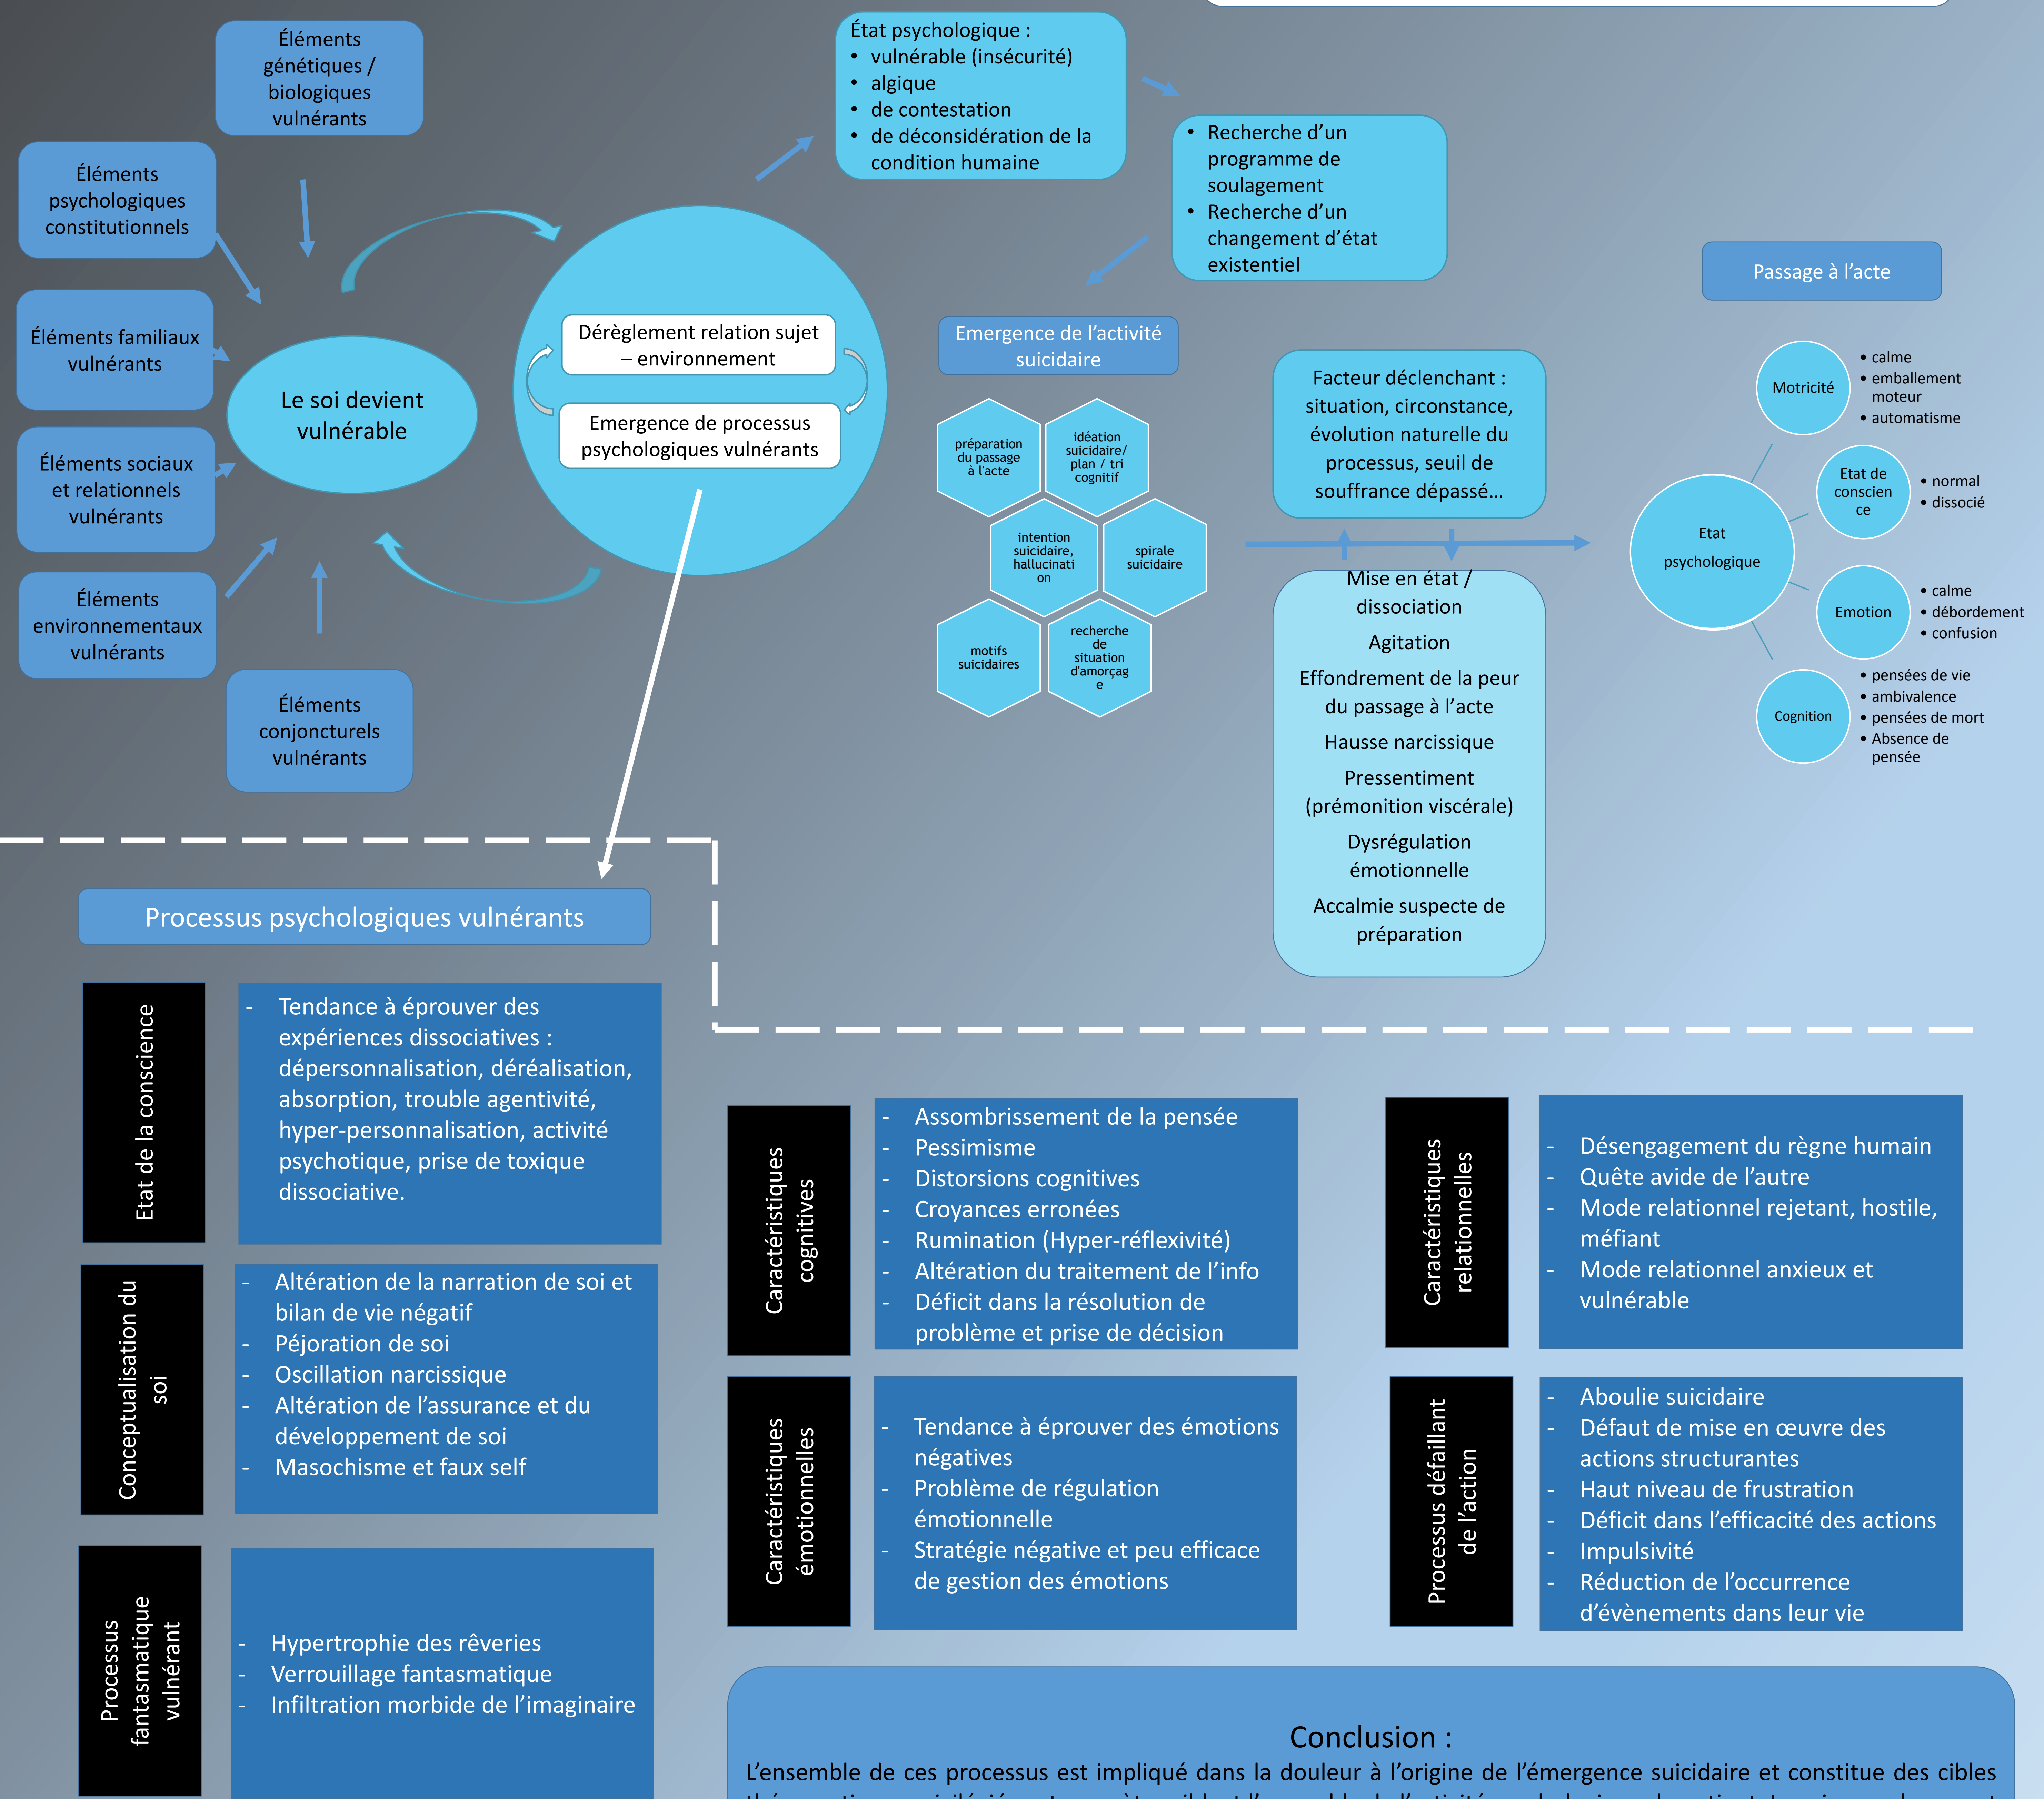 Éléments
génétiques /
biologiques
vulnérants
Éléments
psychologiques
constitutionnels
Éléments familiaux
vulnérants
Éléments sociaux
et relationnels
vulnérants
Éléments
environnementaux
vulnérants
Éléments
conjoncturels
vulnérants
Le soi devient
vulnérable
Dérèglement relation sujet
– environnement
Emergence de processus
psychologiques vulnérants
État psychologique :
• vulnérable (insécurité)
• algique
• de contestation
• de déconsidération de la
condition humaine
• Recherche d’un
programme de
soulagement
• Recherche d’un
changement d’état
existentiel
Emergence de l’activité
suicidaire
préparation
du passage
à l'acte
idéation
suicidaire/
plan / tri
cognitif
intention
suicidaire,
hallucinati
on
spirale
suicidaire
motifs
suicidaires
recherche
de
situation
d'amorçag
e
Facteur déclenchant :
situation, circonstance,
évolution naturelle du
processus, seuil de
souffrance dépassé…
Mise en état /
dissociation
Agitation
Effondrement de la peur
du passage à l’acte
Hausse narcissique
Pressentiment
(prémonition viscérale)
Dysrégulation
émotionnelle
Accalmie suspecte de
préparation
Passage à l’acte
Etat
psychologique
Motricité
• calme
• emballement
moteur
• automatisme
Etat de
conscien
ce
• normal
• dissocié
Emotion
• calme
• débordement
• confusion
Cognition
• pensées de vie
• ambivalence
• pensées de mort
• Absence de
pensée
Processus psychologiques vulnérants
Etat de la conscience
- Tendance à éprouver des
expériences dissociatives :
dépersonnalisation, déréalisation,
absorption, trouble agentivité,
hyper-personnalisation, activité
psychotique, prise de toxique
dissociative.
Conceptualisation du
soi
- Altération de la narration de soi et
bilan de vie négatif
- Péjoration de soi
- Oscillation narcissique
- Altération de l’assurance et du
développement de soi
- Masochisme et faux self
Processus
fantasmatique
vulnérant
- Hypertrophie des rêveries
- Verrouillage fantasmatique
- Infiltration morbide de l’imaginaire
Caractéristiques
cognitives
- Assombrissement de la pensée
- Pessimisme
- Distorsions cognitives
- Croyances erronées
- Rumination (Hyper-réflexivité)
- Altération du traitement de l’info
- Déficit dans la résolution de
problème et prise de décision
Caractéristiques
émotionnelles
- Tendance à éprouver des émotions
négatives
- Problème de régulation
émotionnelle
- Stratégie négative et peu efficace
de gestion des émotions
Caractéristiques
relationnelles
- Désengagement du règne humain
- Quête avide de l’autre
- Mode relationnel rejetant, hostile,
méfiant
- Mode relationnel anxieux et
vulnérable
Processus défaillant
de l’action
- Aboulie suicidaire
- Défaut de mise en œuvre des
actions structurantes
- Haut niveau de frustration
- Déficit dans l’efficacité des actions
- Impulsivité
- Réduction de l’occurrence
d’évènements dans leur vie
Conclusion :
L’ensemble de ces processus est impliqué dans la douleur à l’origine de l’émergence suicidaire et constitue des cibles